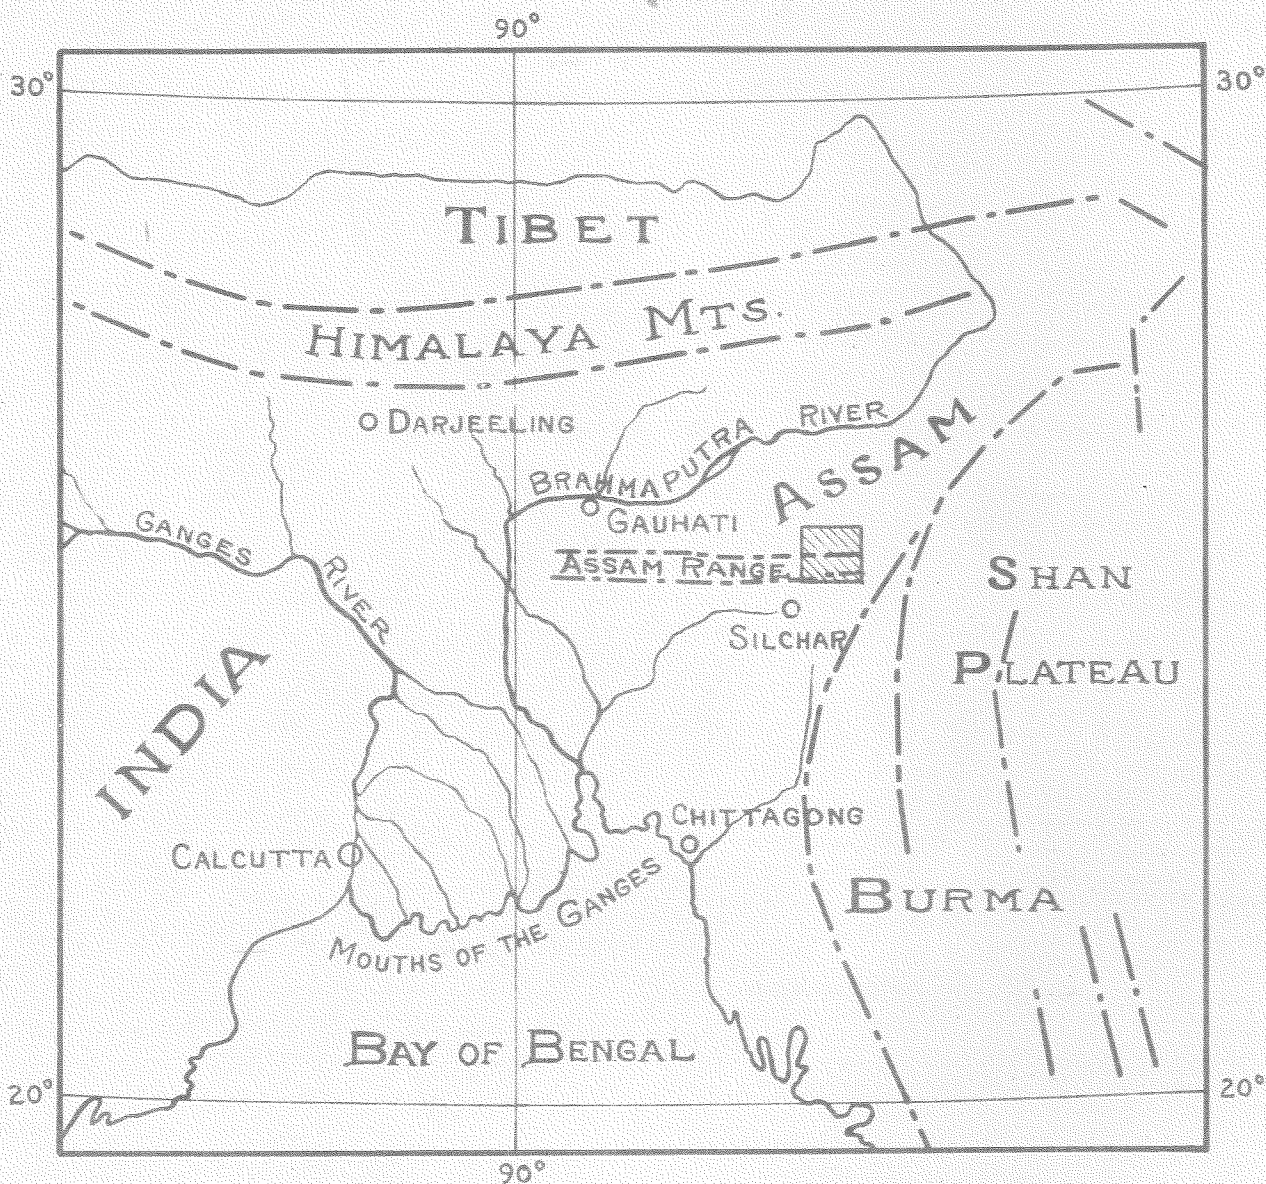 90°
30°
30°
TIBET
HIMALAYA MTS.
DARJEELING
BRAHMAPUTRA RIVER
ASSAM
GAUHATI
GANGES RIVER
ASSAM RANGE
SHAN
PLATEAU
SILCHAR
INDIA
CHITTAGONG
CALCUTTA
BURMA
MOUTHS OF THE GANGES
BAY OF BENGAL
20°
20°
90°